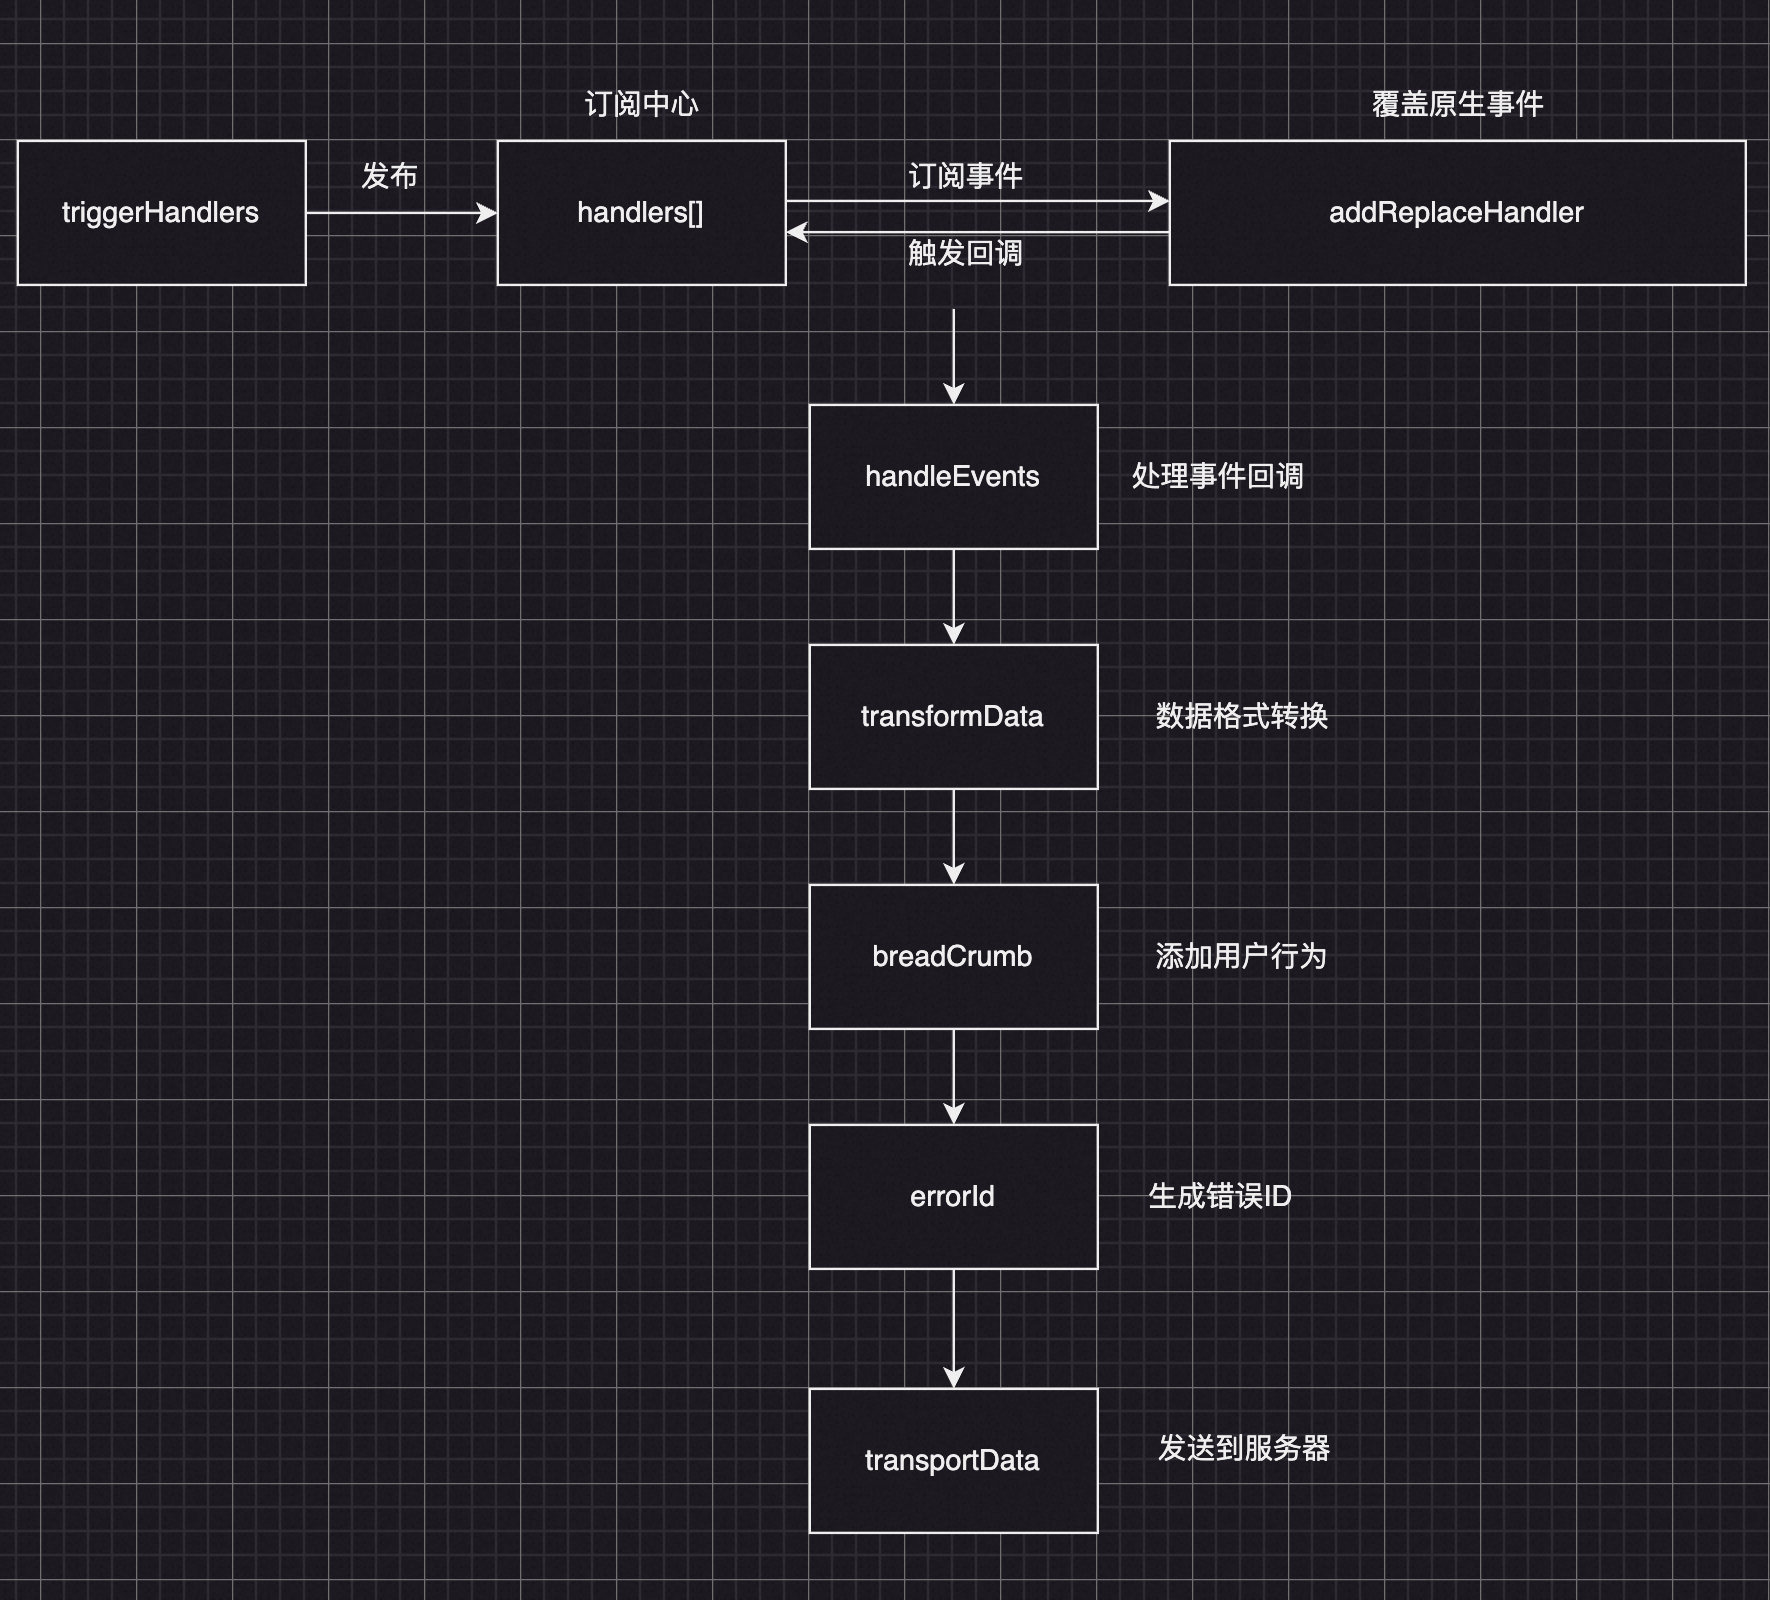 订阅中心
覆盖原生事件
triggerHandlers
发布
handlers[]
订阅事件
触发回调
addReplaceHandler
handleEvents
处理事件回调
transformData
数据格式转换
breadCrumb
添加用户行为
errorId
生成错误ID
transportData
发送到服务器